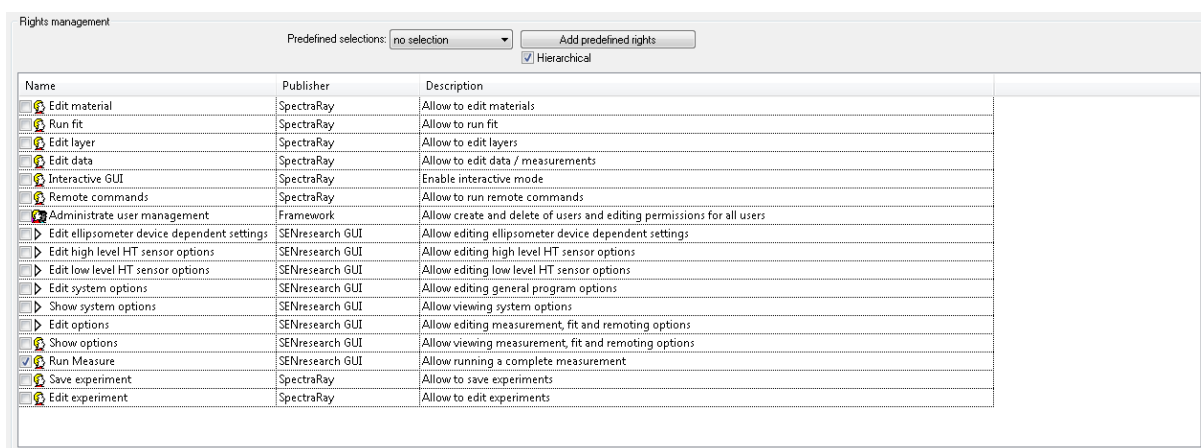 Rights management
Predefined selections: no selection Add predefined rights
Hierarchical
Name Publisher Description
Edit material SpectraRay Allow to edit materials
Run fit SpectraRay Allow to run fit
Edit layer SpectraRay Allow to edit layers
Edit data SpectraRay Allow to edit data / measurements
Interactive GUI SpectraRay Enable interactive mode
Remote commands SpectraRay Allow to run remote commands
Administrate user management Framework Allow create and delete of users and editing permissions for all users
Edit ellipsometer device dependent settings SENresearch GUI Allow editing ellipsometer device dependent settings
Edit high level HT sensor options SENresearch GUI Allow editing high level HT sensor options
Edit low level HT sensor options SENresearch GUI Allow editing low level HT sensor options
Edit system options SENresearch GUI Allow editing general program options
Show system options SENresearch GUI Allow viewing system options
Edit options SENresearch GUI Allow editing measurement, fit and remoting options
Show options SENresearch GUI Allow viewing measurement, fit and remoting options
Run Measure SENresearch GUI Allow running a complete measurement
Save experiment SpectraRay Allow to save experiments
Edit experiment SpectraRay Allow to edit experiments